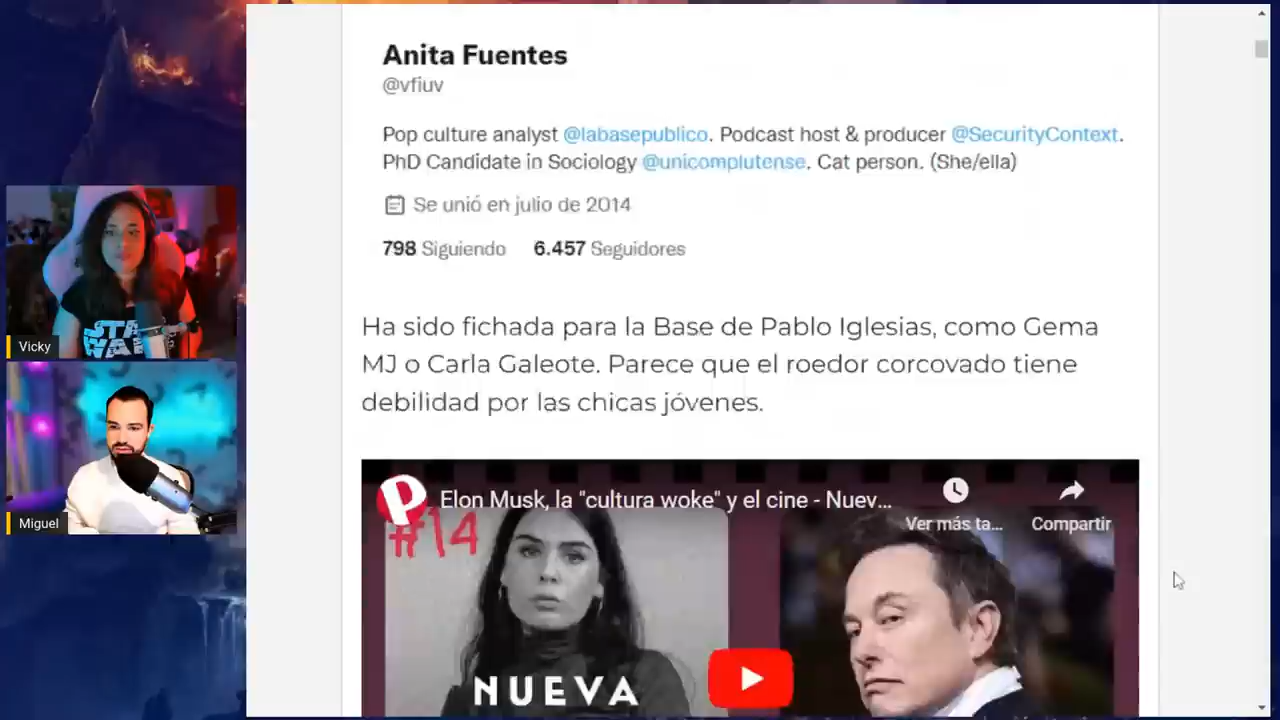 Anita Fuentes
@vfiuv
Pop culture analyst @labasepublico. Podcast host & producer @SecurityContext.
PhD Candidate in Sociology @unicomplutense. Cat person. (She/ella)
Se unió en julio de 2014
798 Siguiendo 6.457 Seguidores
Ha sido fichada para la Base de Pablo Iglesias, como Gema
MJ o Carla Galeote. Parece que el roedor corcovado tiene
debilidad por las chicas jóvenes.
Elon Musk, la "cultura woke" y el cine - Nuev...
Ver más ta...
Compartir
#14
NUEVA
STAR
WA
Vicky
Miguel